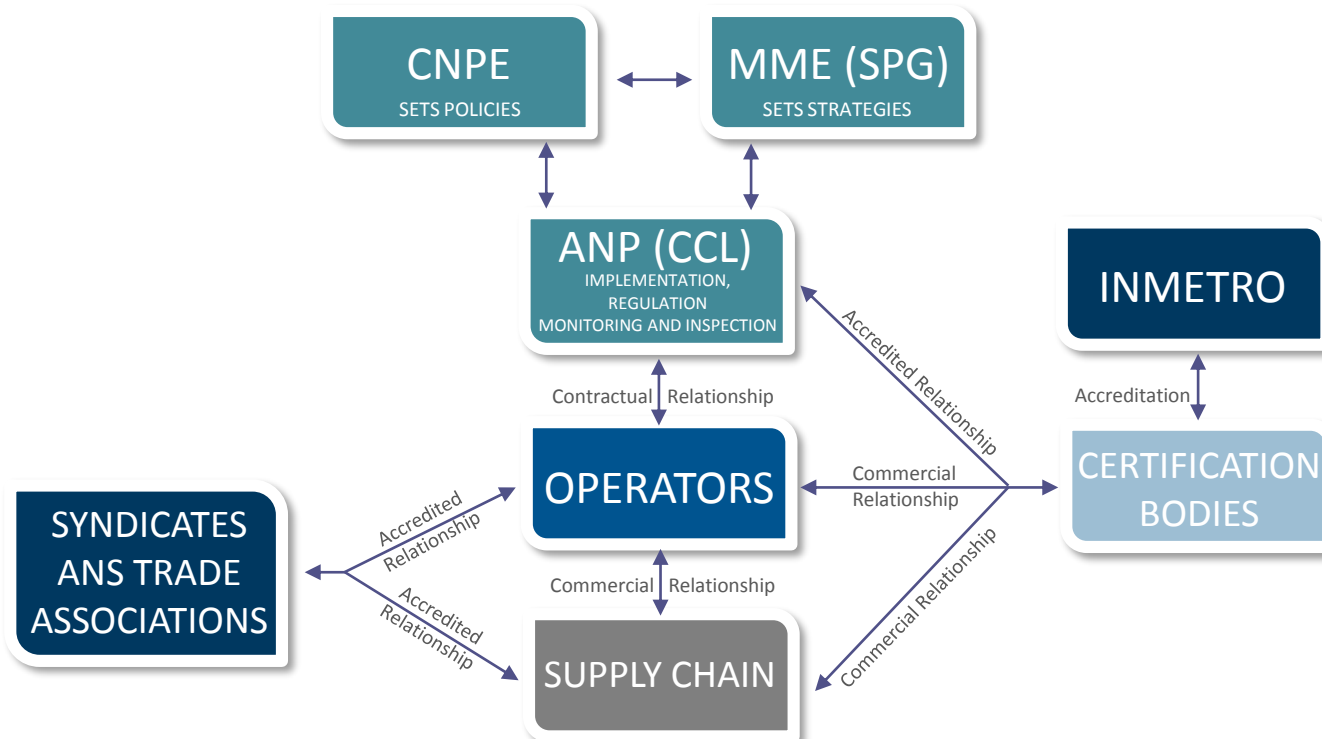 CNPE
SETS POLICIES
MME (SPG)
SETS STRATEGIES
ANP (CCL)
IMPLEMENTATION,
REGULATION
MONITORING AND INSPECTION
INMETRO
Accredited Relationship
Contractual Relationship
Accreditation
OPERATORS
Commercial
Relationship
CERTIFICATION
BODIES
SYNDICATES
ANS TRADE
ASSOCIATIONS
Accredited
Relationship
Commercial Relationship
Accredited
Relationship
Commercial Relationship
SUPPLY CHAIN